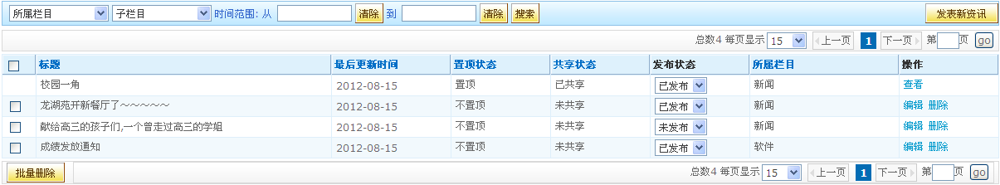 所属栏目 子栏目 时间范围: 从 清除 到 清除 搜索 发表新资讯
总数4 每页显示 15 上一页 1 下一页 第 页 go
标题 最后更新时间 置顶状态 共享状态 发布状态 所属栏目 操作
校园一角 2012-08-15 置顶 已共享 已发布 新闻 查看
龙湖苑开新餐厅了～～～～～ 2012-08-15 不置顶 未共享 已发布 新闻 编辑 删除
献给高三的孩子们,一个曾走过高三的学姐 2012-08-15 不置顶 未共享 未发布 新闻 编辑 删除
成绩发放通知 2012-08-15 不置顶 未共享 已发布 软件 编辑 删除
批量删除 总数4 每页显示 15 上一页 1 下一页 第 页 go